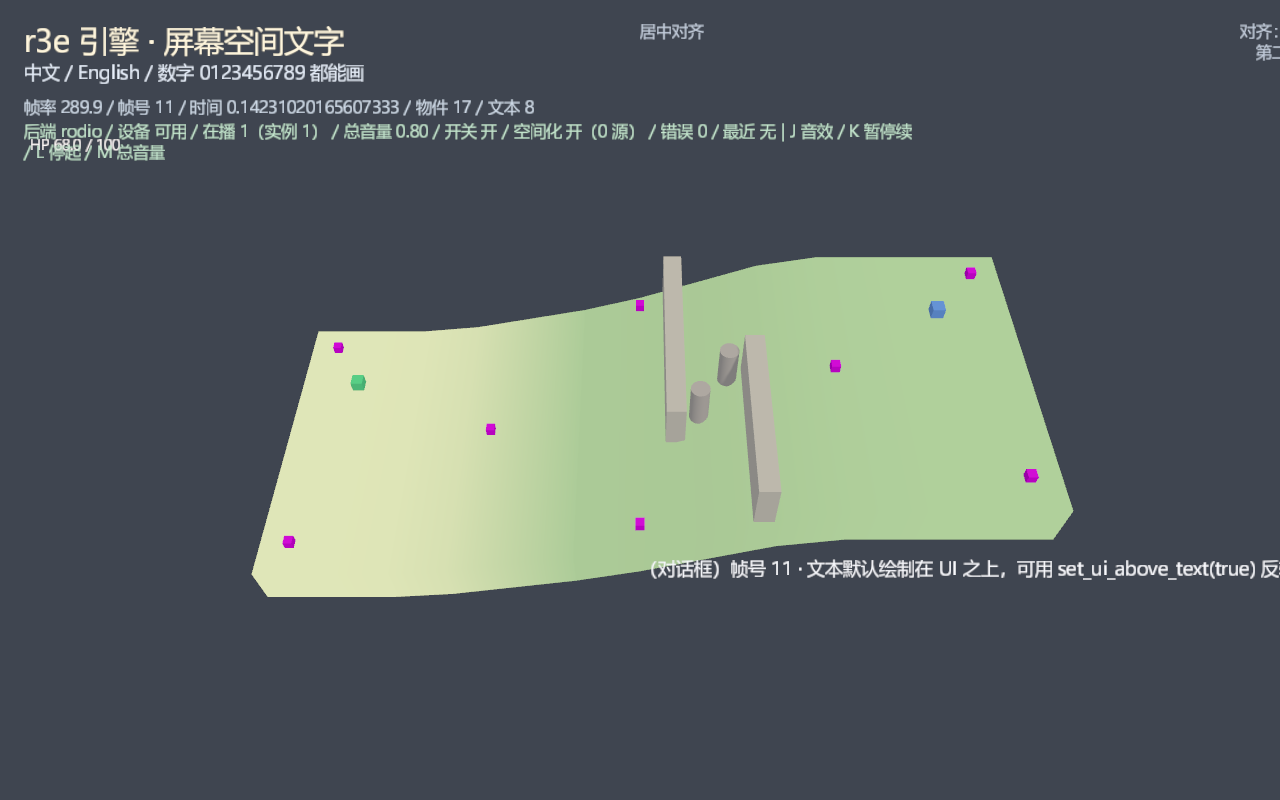 r3e 引擎 · 屏幕空间文字
居中对齐
对齐：
第二
中文 / English / 数字 0123456789 都能画
帧率 289.9 / 帧号 11 / 时间 0.14231020165607333 / 物件 17 / 文本 8
后端 rodio / 设备 可用 / 在播 1（实例 1） / 总音量 0.80 / 开关 开 / 空间化 开（0 源） / 错误 0 / 最近 无 | J 音效 / K 暂停续
HP 68.0 / 100
/ L 停起 / M 总音量
（对话框）帧号 11 · 文本默认绘制在 UI 之上，可用 set_ui_above_text(true) 反